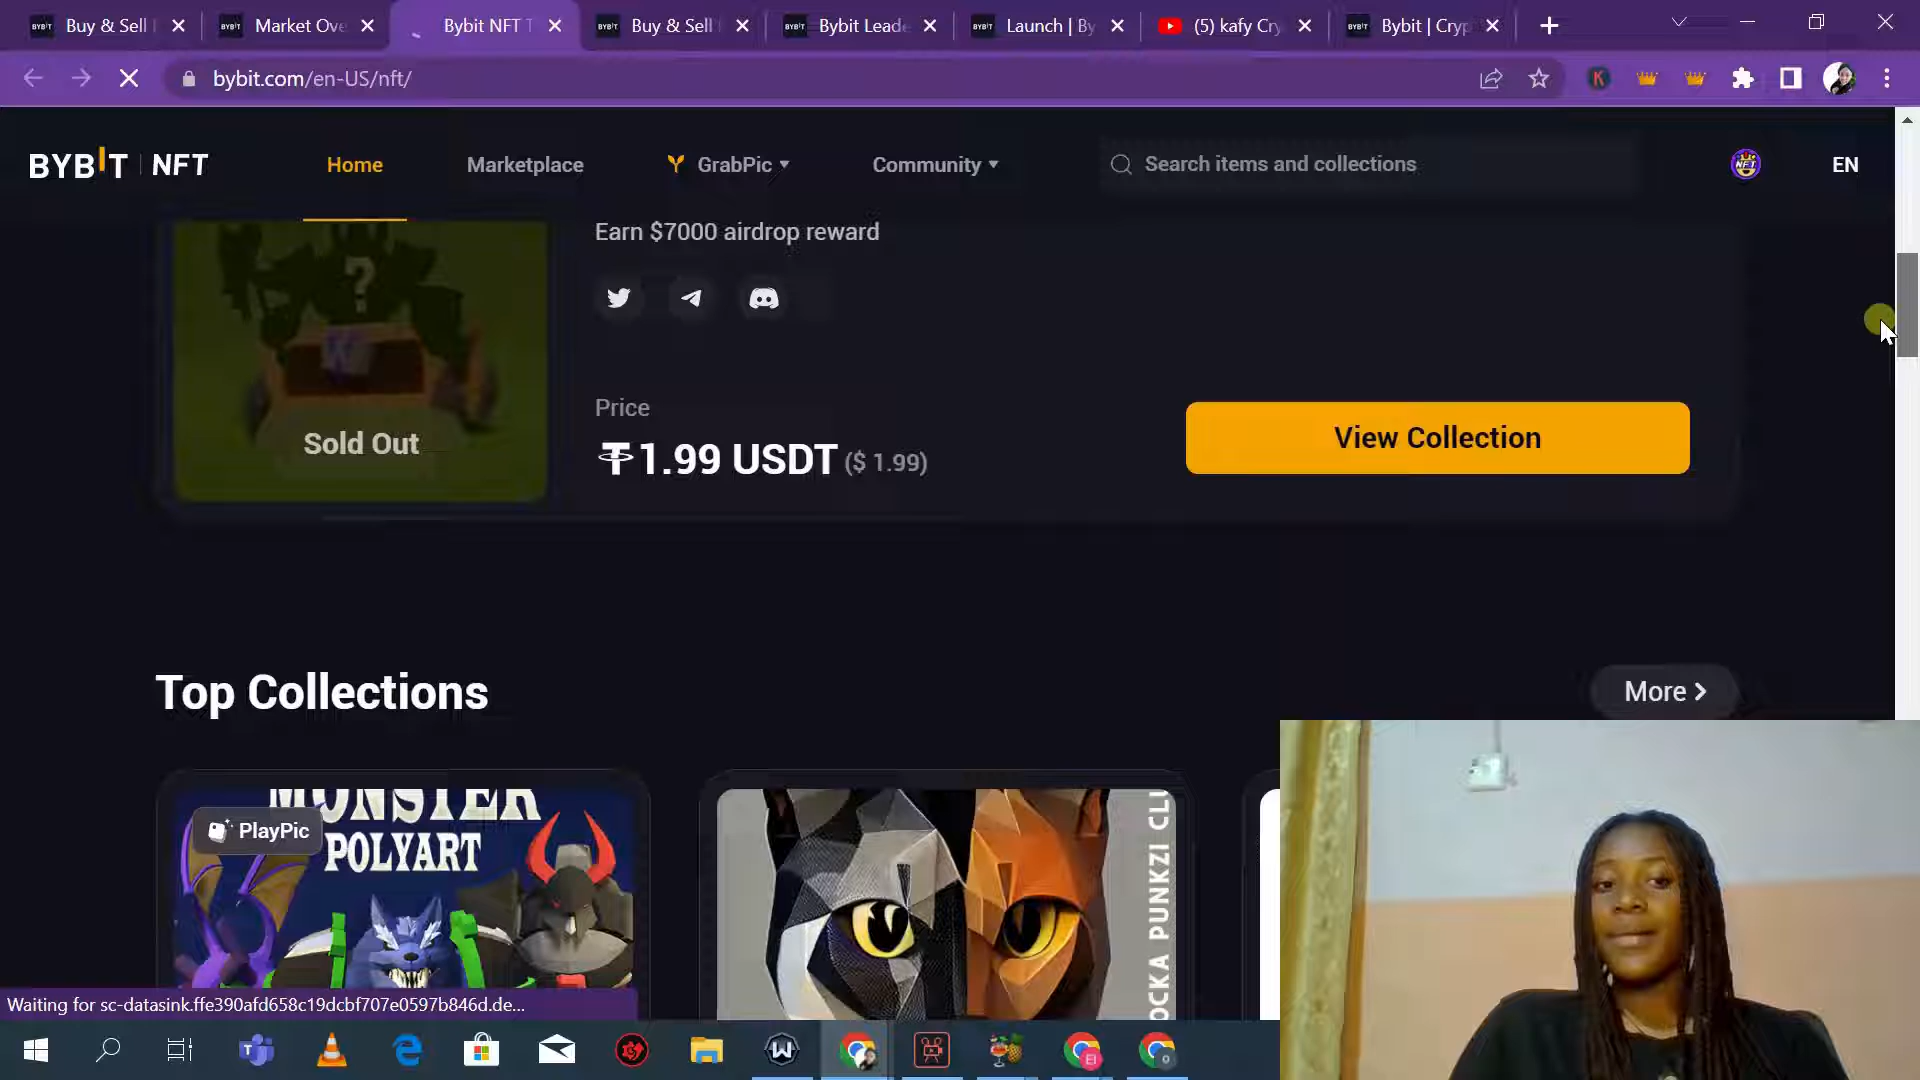 Buy & Sell
Market Ove
Bybit NFT T
Buy & Sell
Bybit Leade
Launch | By
(5) kafy Cry
Bybit | Cryp
bybit.com/en-US/nft/
BYBIT | NFT
Home
Marketplace
GrabPic
Community
Search items and collections
EN
Earn $7000 airdrop reward
Sold Out
Price
1.99 USDT ($ 1.99)
View Collection
Top Collections
More >
MONSTER
POLYART
PlayPic
OCKA PUNKZI CLU
Waiting for sc-datasink.ffe390afd658c19dcbf707e0597b846d.de...